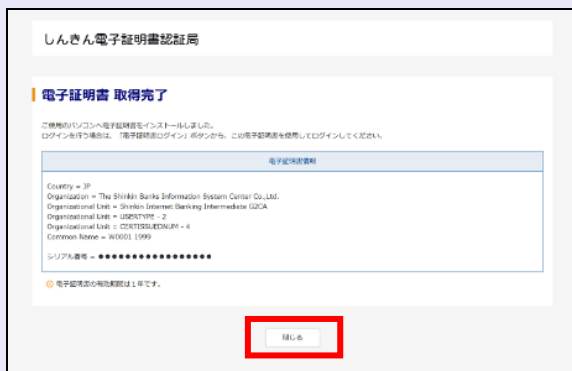 しんきん電子証明書認証局
電子証明書 取得完了
ご使用のパソコンへ電子証明書をインストールしました。
ログインを行う場合は、「電子証明書ログイン」ボタンから、この電子証明書を使用してログインしてください。
電子証明書情報
Country = JP
Organization = The Shinkin Banks Information System Center Co.,Ltd.
Organizational Unit = Shinkin Internet Banking Intermediate G2CA
Organizational Unit = USERTYPE - 2
Organizational Unit = CERTISSUEDNUM - 4
Common Name = W0001 1999
シリアル番号 = ●●●●●●●●●●●●●●●●●
電子証明書の有効期限は1年です。
閉じる